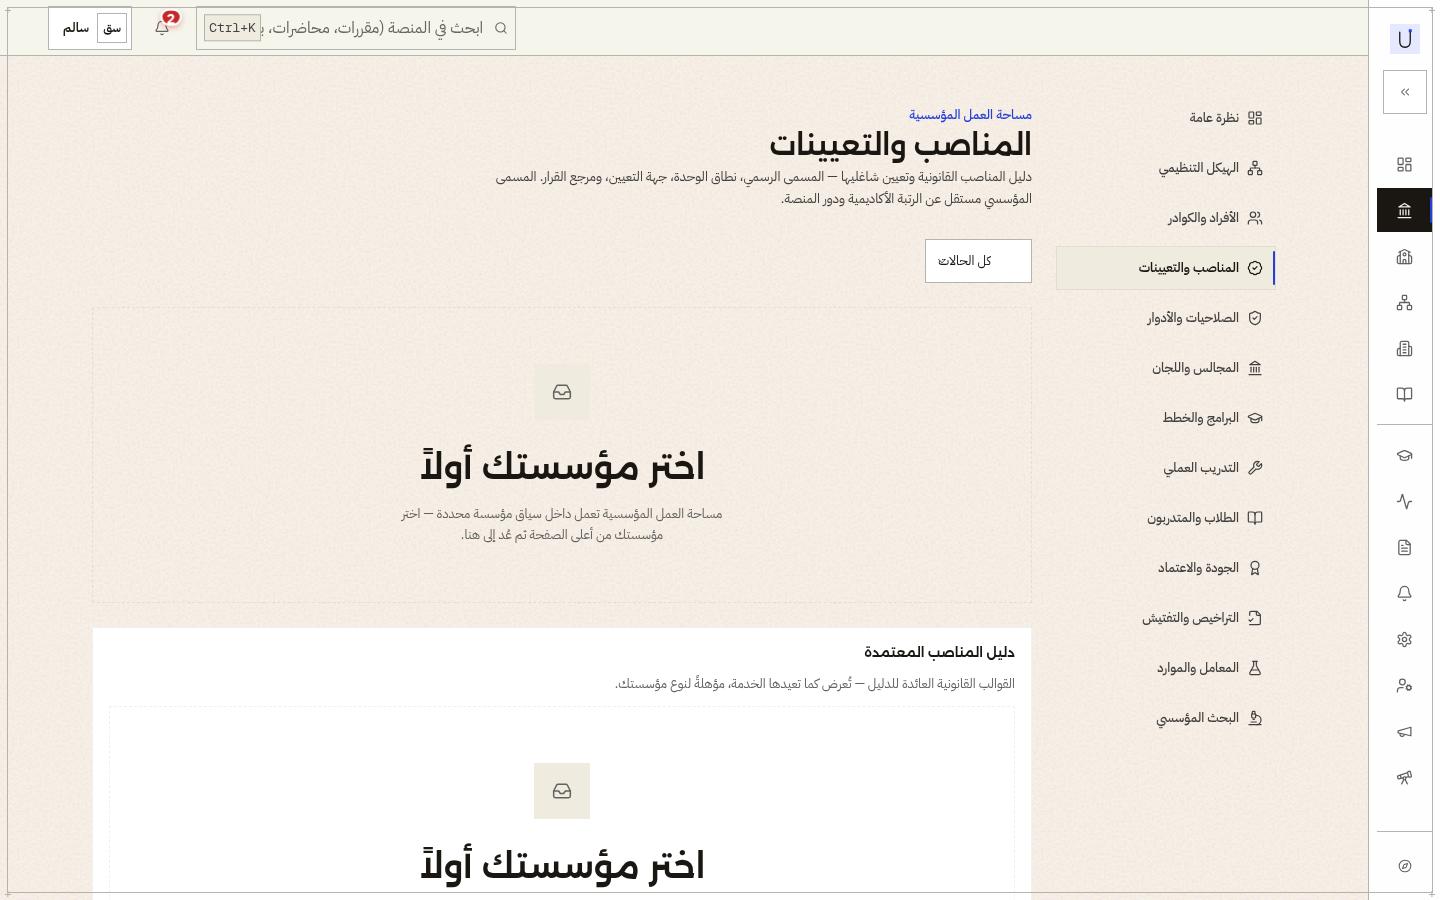 ابحث في المنصة (مقررات، محاضرات، ب
Ctrl+K
2
سق
سالم
نظرة عامة
الهيكل التنظيمي
الأفراد والكوادر
المناصب والتعيينات
الصلاحيات والأدوار
المجالس واللجان
البرامج والخطط
التدريب العملي
الطلاب والمتدربون
الجودة والاعتماد
التراخيص والتفتيش
المعامل والموارد
البحث المؤسسي
مساحة العمل المؤسسية
المناصب والتعيينات
دليل المناصب القانونية وتعيين شاغليها — المسمى الرسمي، نطاق الوحدة، جهة التعيين، ومرجع القرار. المسمى
المؤسسي مستقل عن الرتبة الأكاديمية ودور المنصة.
كل الحالات
اختر مؤسستك أولاً
مساحة العمل المؤسسية تعمل داخل سياق مؤسسة محددة — اختر
مؤسستك من أعلى الصفحة ثم عُد إلى هنا.
دليل المناصب المعتمدة
القوالب القانونية العائدة للدليل — تُعرض كما تعيدها الخدمة، مؤهلةً لنوع مؤسستك.
اختر مؤسستك أولاً